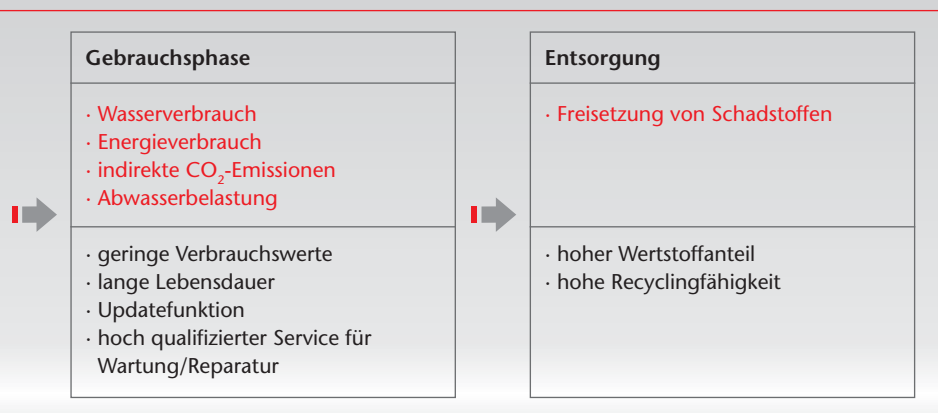 Gebrauchsphase
· Wasserverbrauch
· Energieverbrauch
· indirekte CO₂-Emissionen
· Abwasserbelastung
· geringe Verbrauchswerte
· lange Lebensdauer
· Updatefunktion
· hoch qualifizierter Service für
Wartung/Reparatur
Entsorgung
· Freisetzung von Schadstoffen
· hoher Wertstoffanteil
· hohe Recyclingfähigkeit